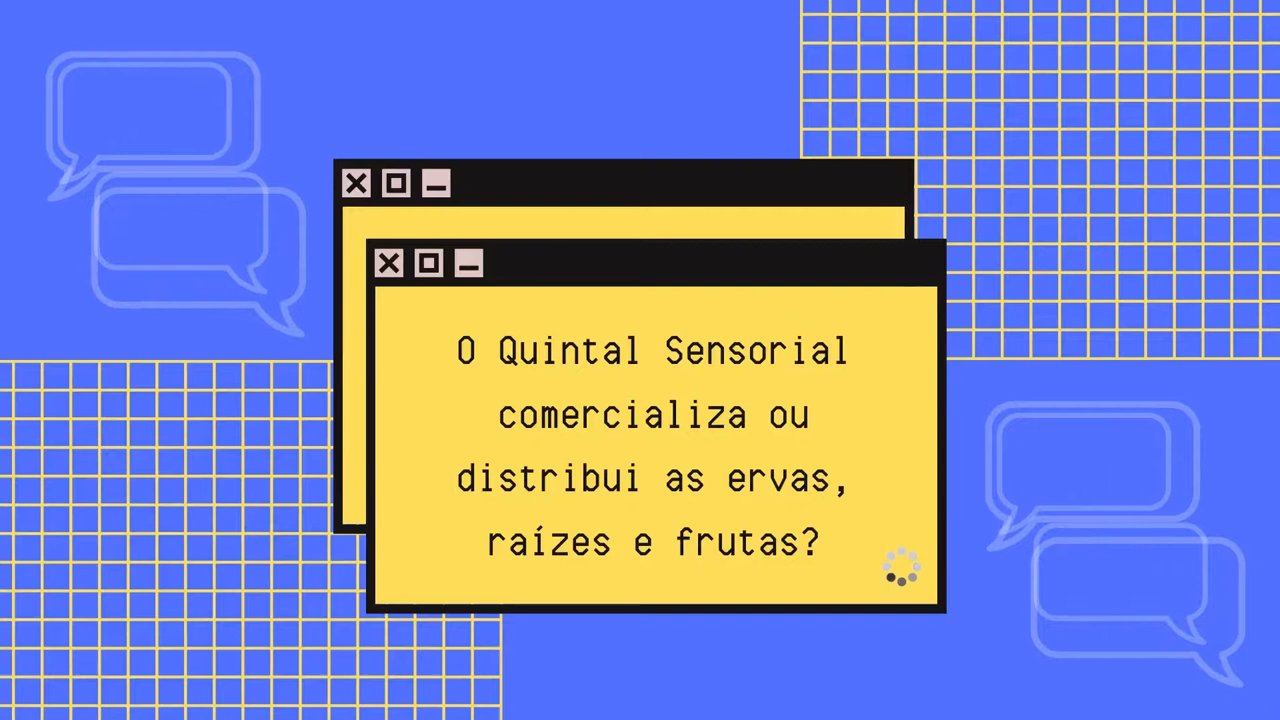 O Quintal Sensorial
comercializa ou
distribui as ervas,
raízes e frutas?